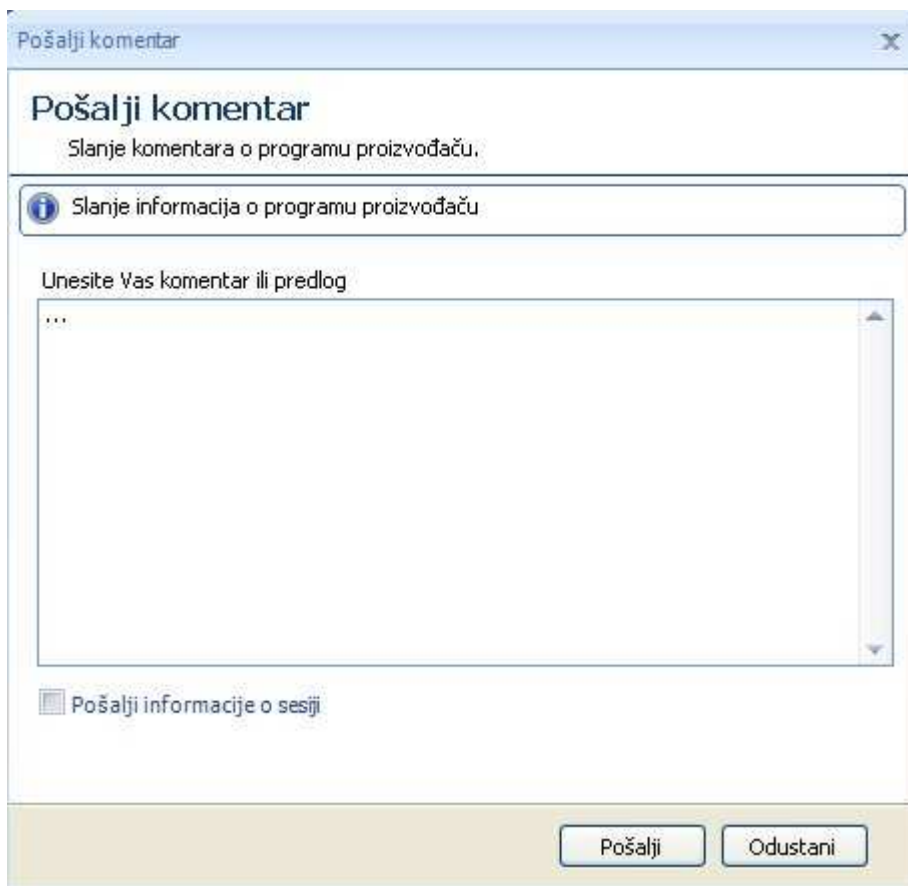 Pošalji komentar
Pošalji komentar
Slanje komentara o programu proizvođaču.
Slanje informacija o programu proizvođaču
Unesite Vas komentar ili predlog
...
Pošalji informacije o sesiji
Pošalji Odustani